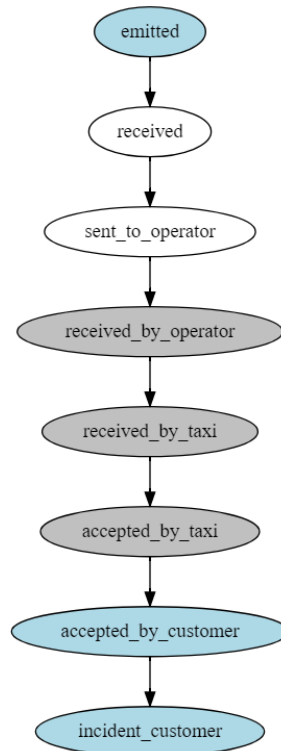 emitted
received
sent_to_operator
received_by_operator
received_by_taxi
accepted_by_taxi
accepted_by_customer
incident_customer